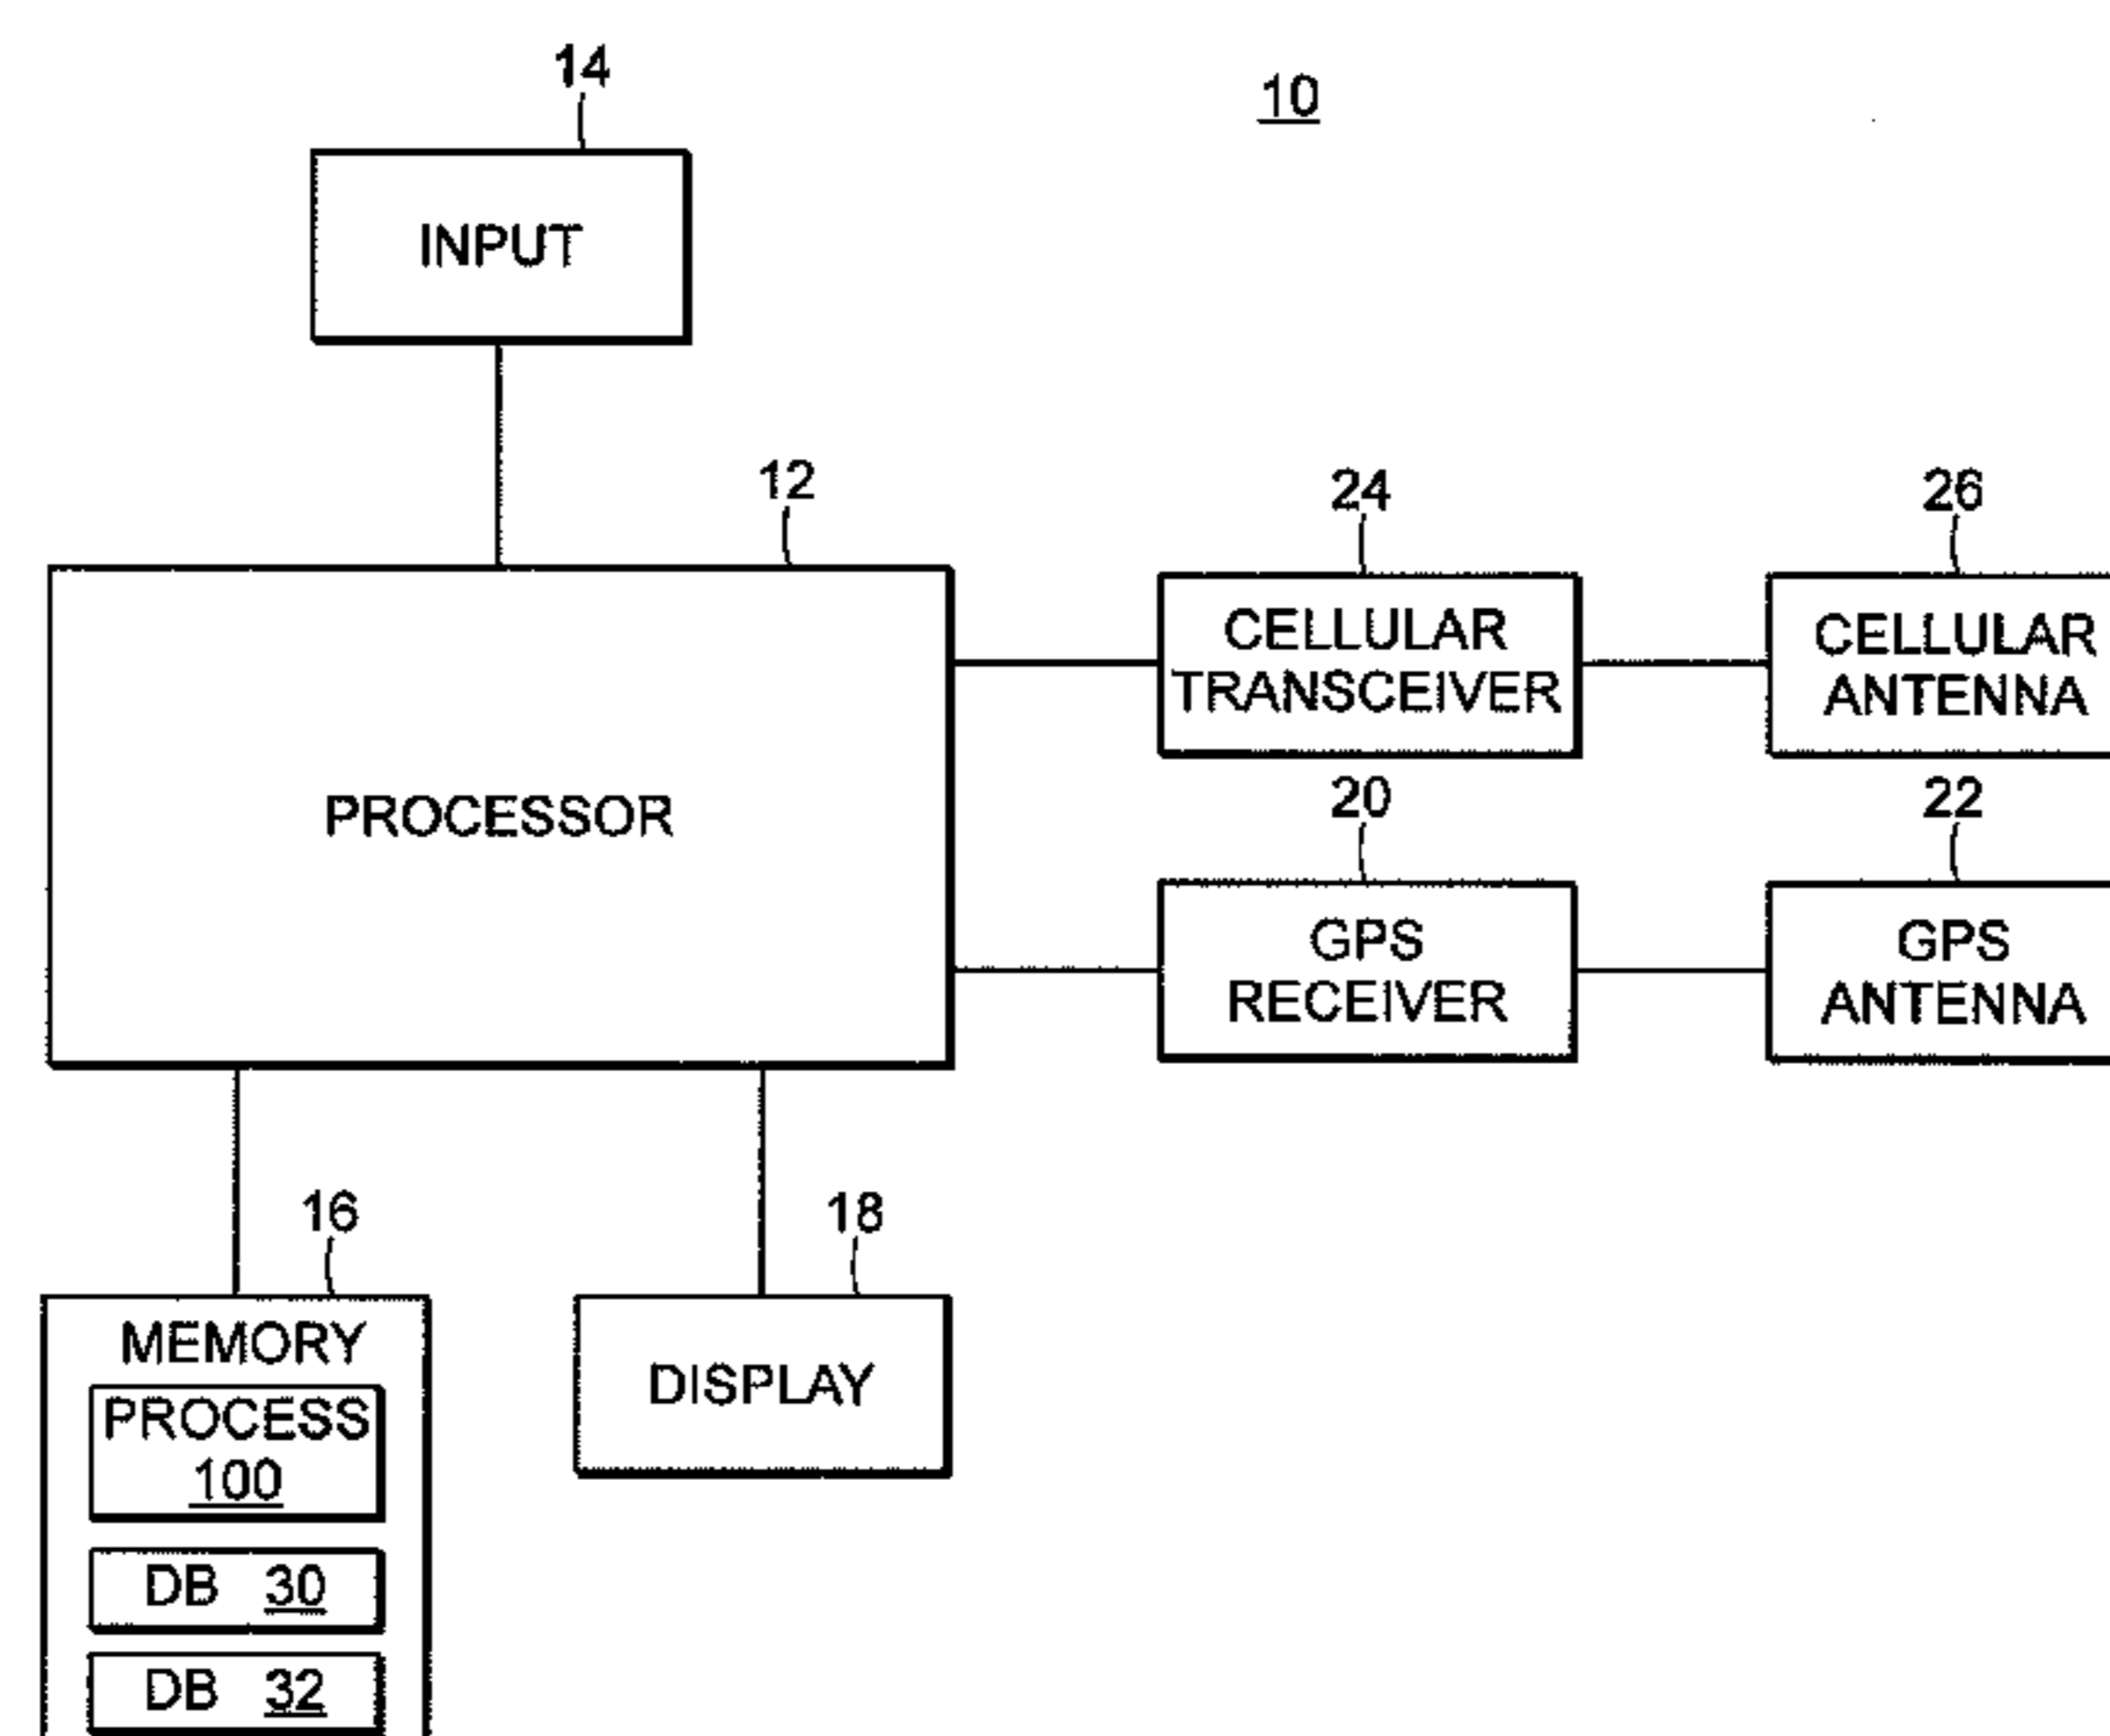 14
10
INPUT
12
24
26
CELLULAR
TRANSCEIVER
CELLULAR
ANTENNA
PROCESSOR
20
22
GPS
RECEIVER
GPS
ANTENNA
16
18
MEMORY
PROCESS
100
DB 30
DB 32
DISPLAY